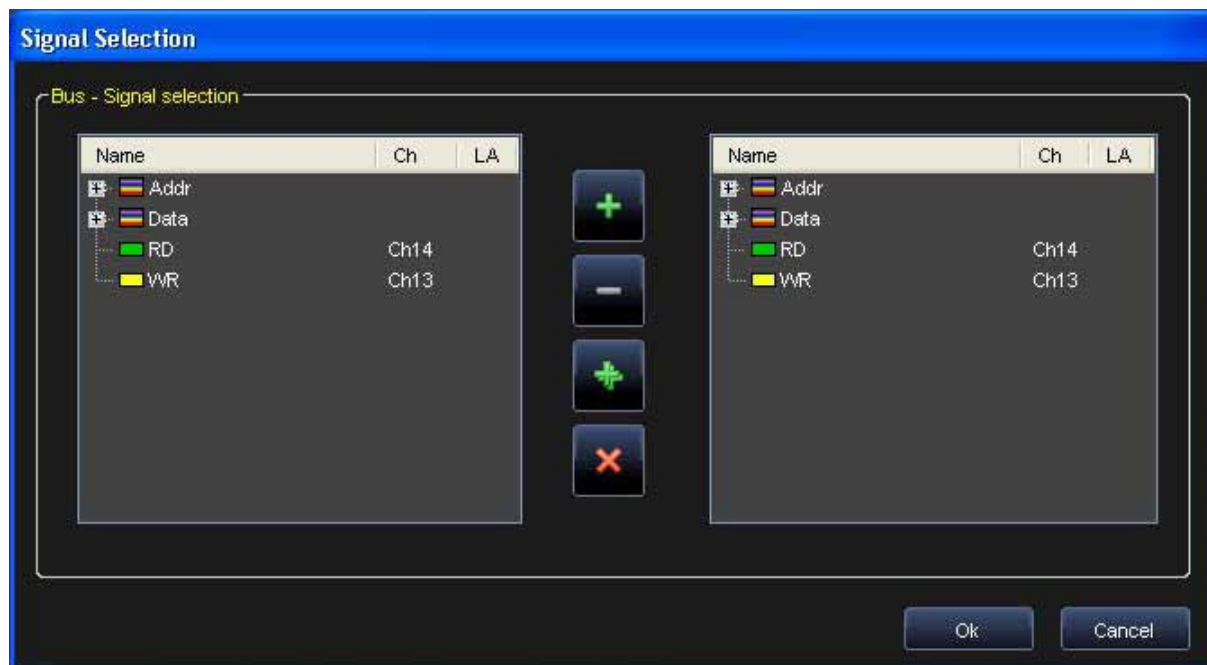 Signal Selection
Bus - Signal selection
Name Ch LA
Addr
Data
RD Ch14
WR Ch13
Name Ch LA
Addr
Data
RD Ch14
WR Ch13
Ok Cancel